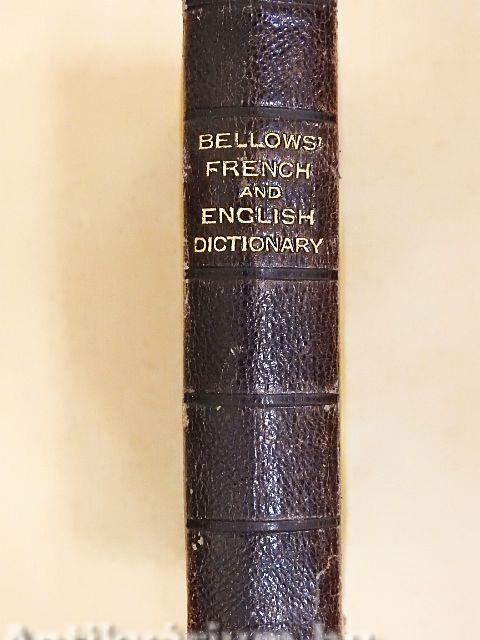 BELLOWS'
FRENCH
AND
ENGLISH
DICTIONARY